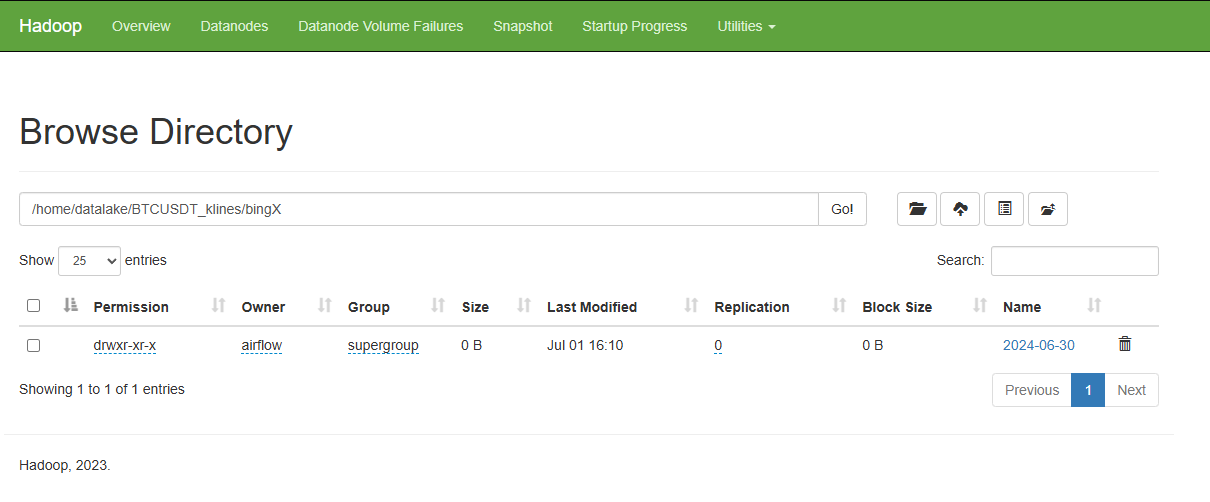 Hadoop Overview Datanodes Datanode Volume Failures Snapshot Startup Progress Utilities
Browse Directory
/home/datalake/BTCUSDT_klines/bingX Go!
Show 25 entries Search:
Permission Owner Group Size Last Modified Replication Block Size Name
drwxr-xr-x airflow supergroup 0 B Jul 01 16:10 0 0 B 2024-06-30
Showing 1 to 1 of 1 entries Previous 1 Next
Hadoop, 2023.